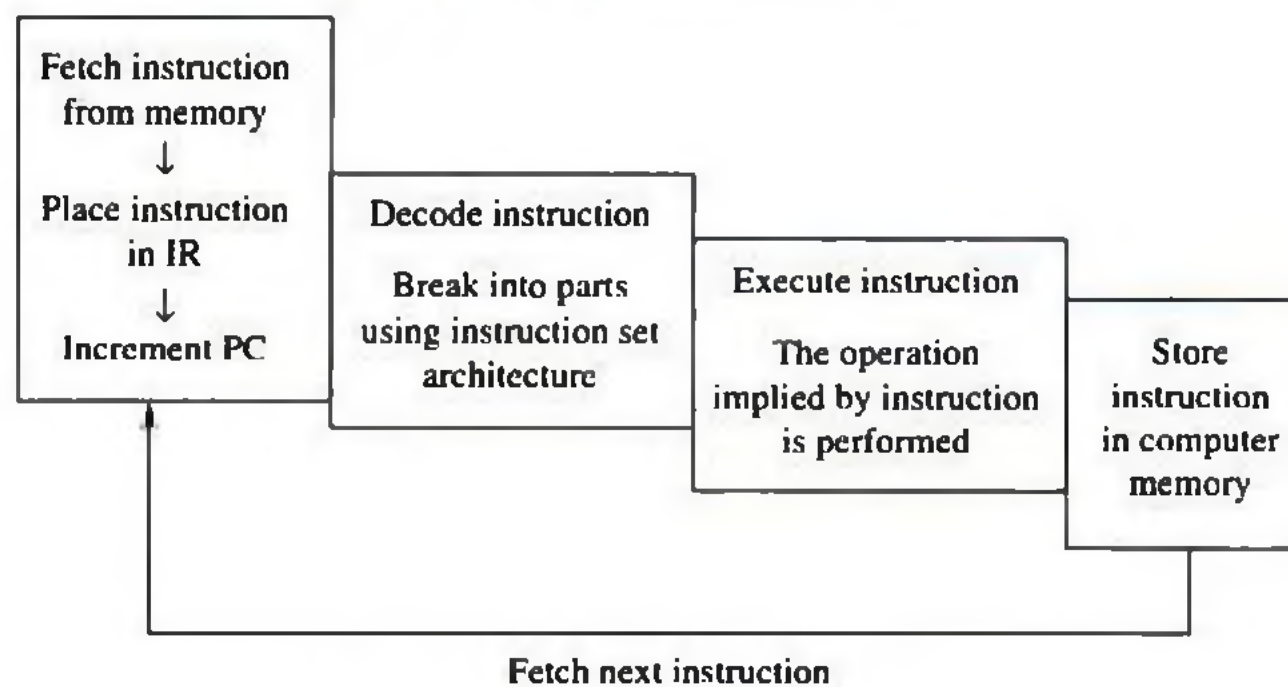 Fetch instruction
from memory
↓
Place instruction
in IR
↓
Increment PC
Decode instruction
Break into parts
using instruction set
architecture
Execute instruction
The operation
implied by instruction
is performed
Store
instruction
in computer
memory
Fetch next instruction